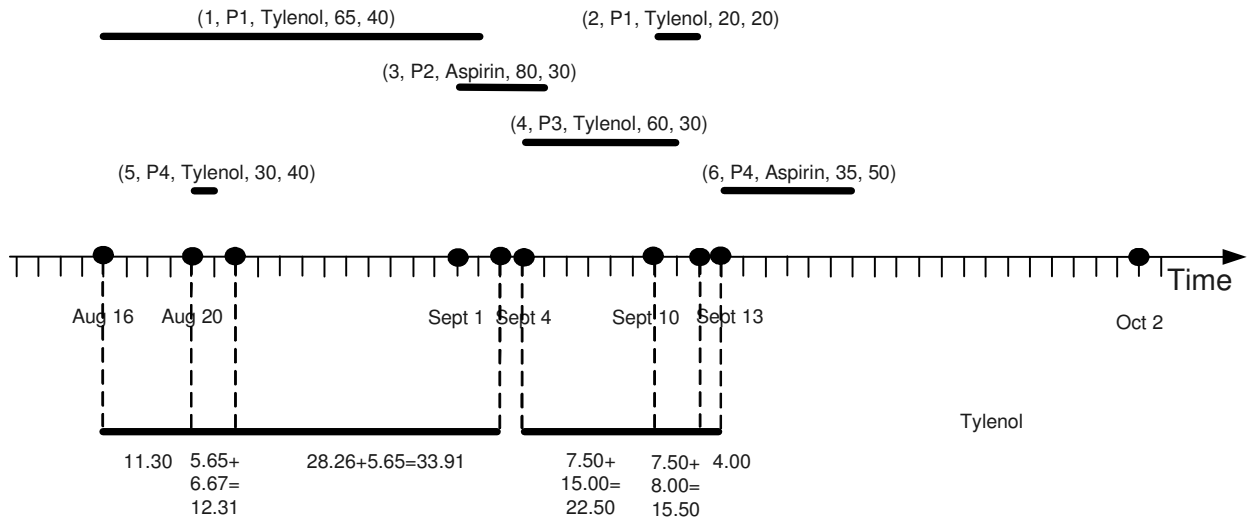 (1, P1, Tylenol, 65, 40)
(2, P1, Tylenol, 20, 20)
(3, P2, Aspirin, 80, 30)
(4, P3, Tylenol, 60, 30)
(5, P4, Tylenol, 30, 40)
(6, P4, Aspirin, 35, 50)
Time
Aug 16 Aug 20 Sept 1 Sept 4 Sept 10 Sept 13 Oct 2
Tylenol
11.30 5.65+ 28.26+5.65=33.91 7.50+ 7.50+ 4.00
6.67= 15.00= 8.00=
12.31 22.50 15.50